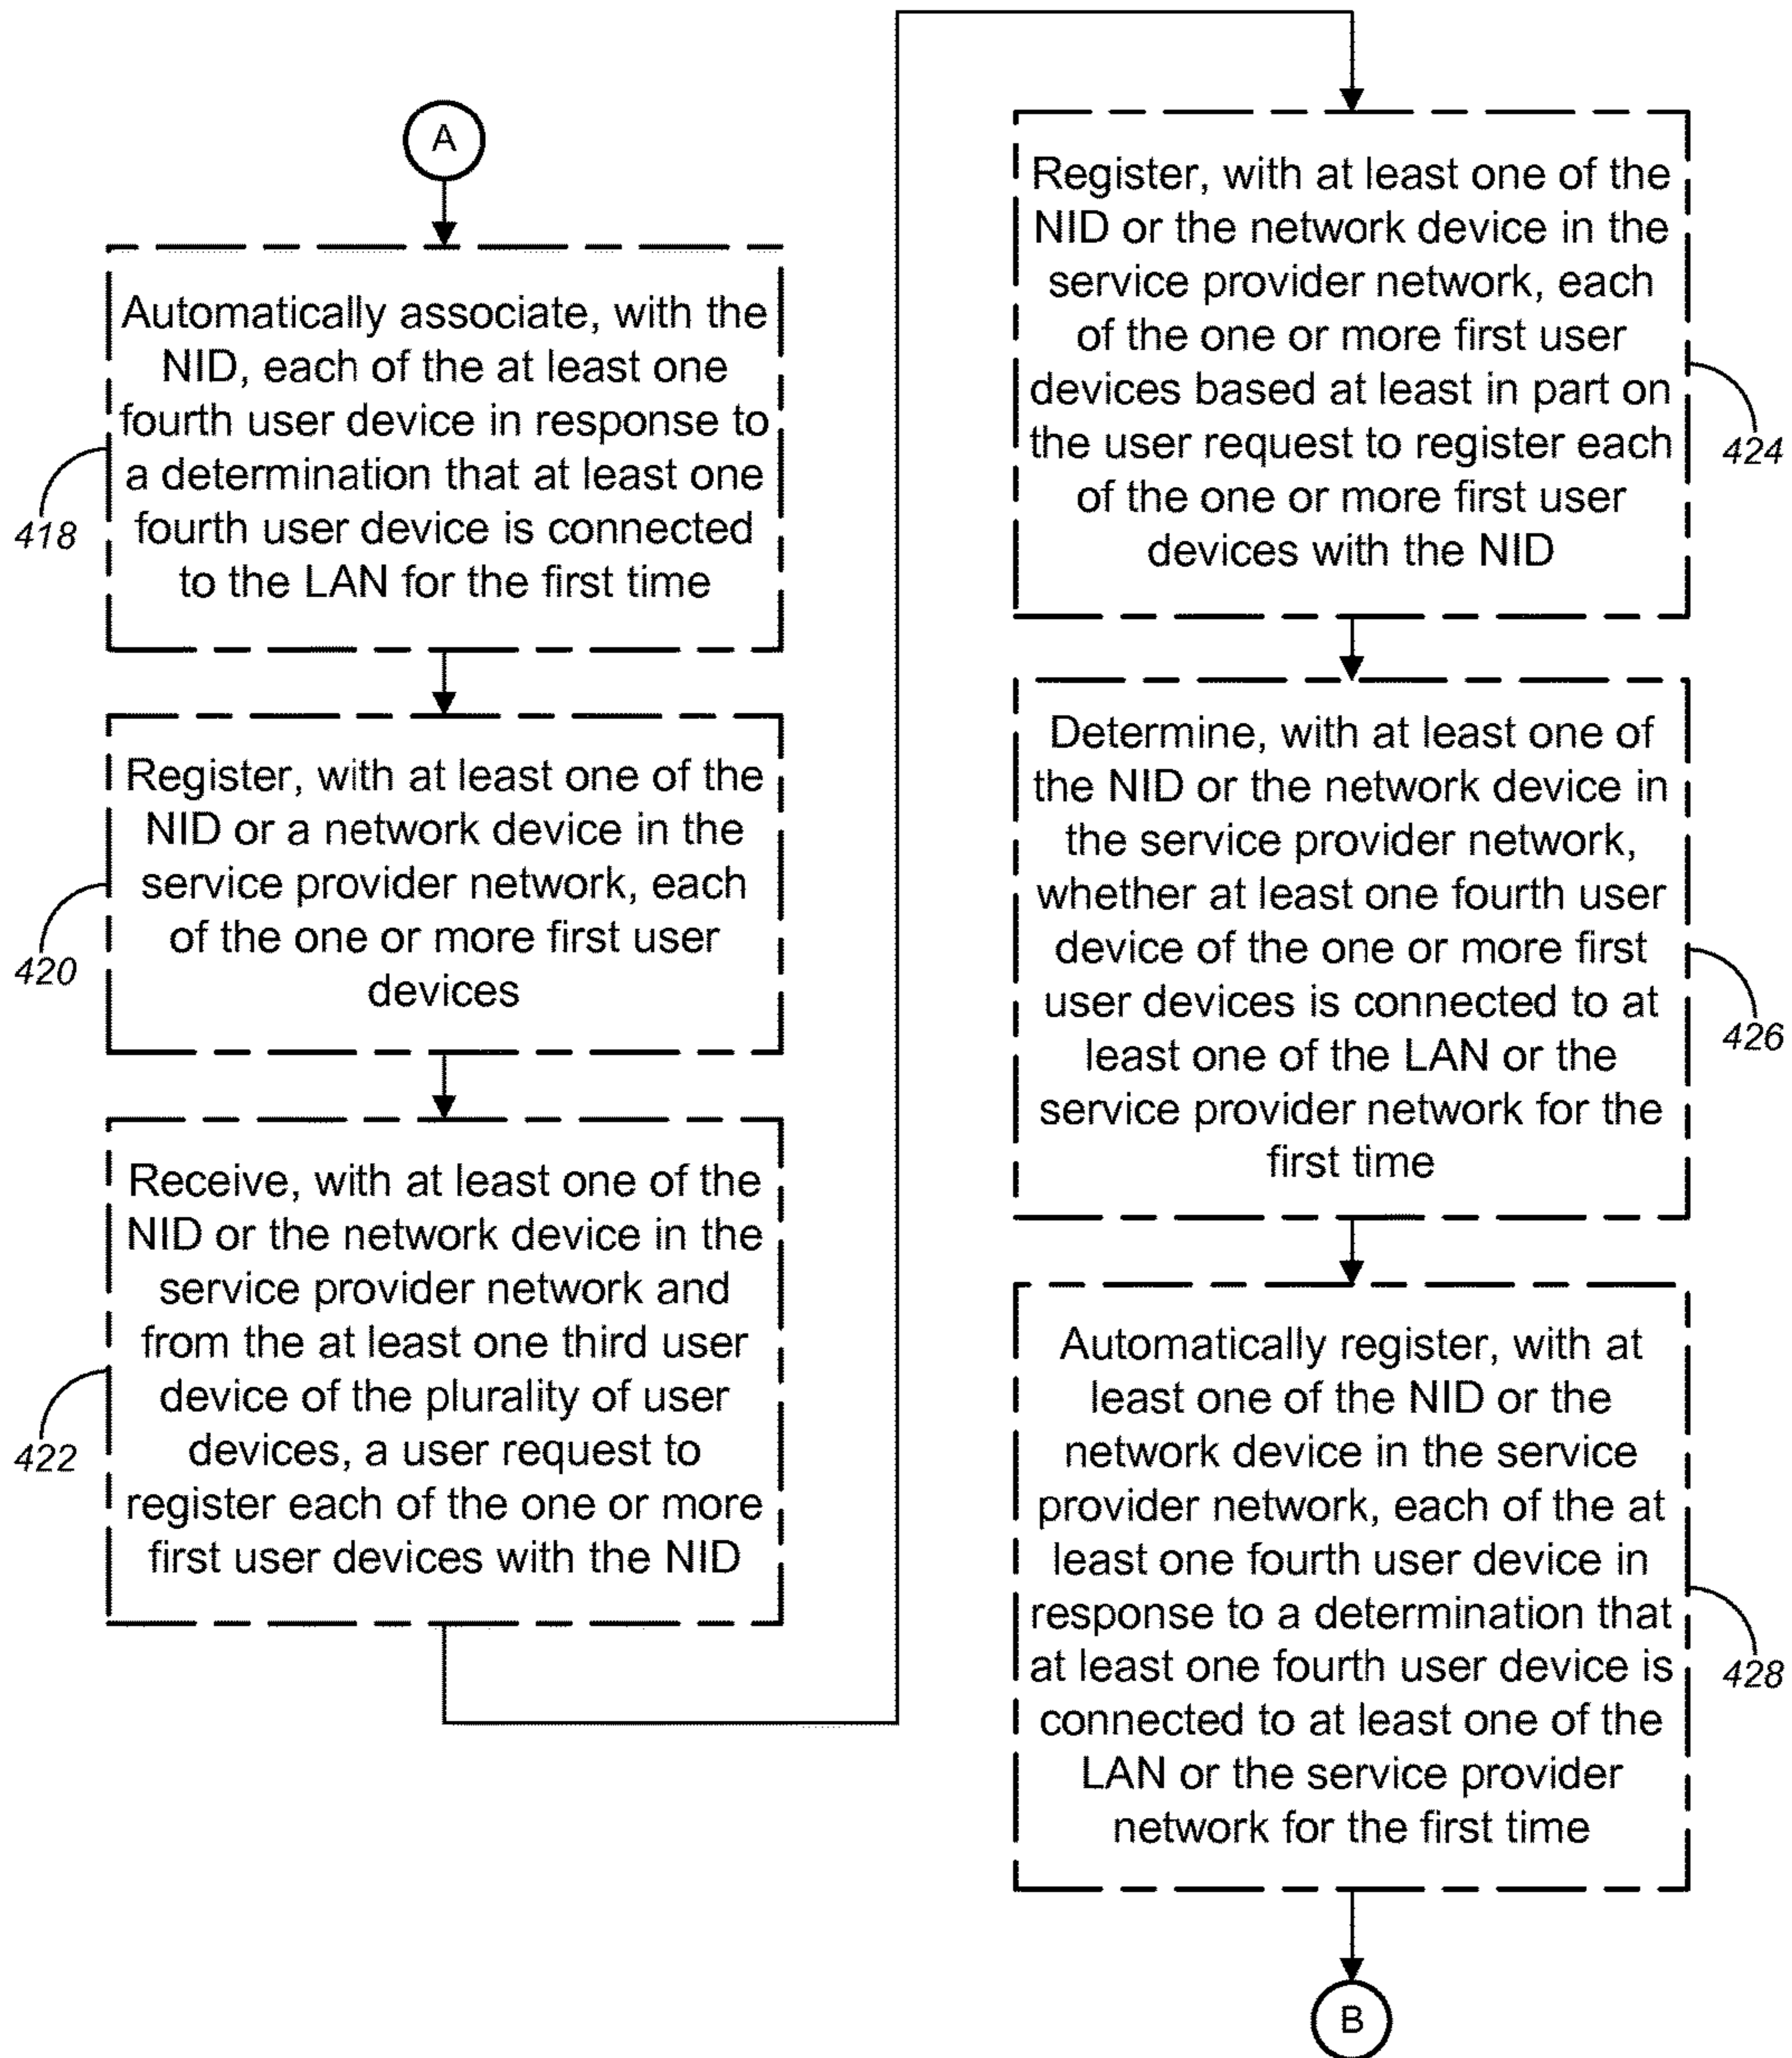 A
Automatically associate, with the
NID, each of the at least one
fourth user device in response to
a determination that at least one
fourth user device is connected
to the LAN for the first time
418
Register, with at least one of the
NID or a network device in the
service provider network, each
of the one or more first user
devices
420
Receive, with at least one of the
NID or the network device in the
service provider network and
from the at least one third user
device of the plurality of user
devices, a user request to
register each of the one or more
first user devices with the NID
422
Register, with at least one of the
NID or the network device in the
service provider network, each
of the one or more first user
devices based at least in part on
the user request to register each
of the one or more first user
devices with the NID
424
Determine, with at least one of
the NID or the network device in
the service provider network,
whether at least one fourth user
device of the one or more first
user devices is connected to at
least one of the LAN or the
service provider network for the
first time
426
Automatically register, with at
least one of the NID or the
network device in the service
provider network, each of the at
least one fourth user device in
response to a determination that
at least one fourth user device is
connected to at least one of the
LAN or the service provider
network for the first time
428
B